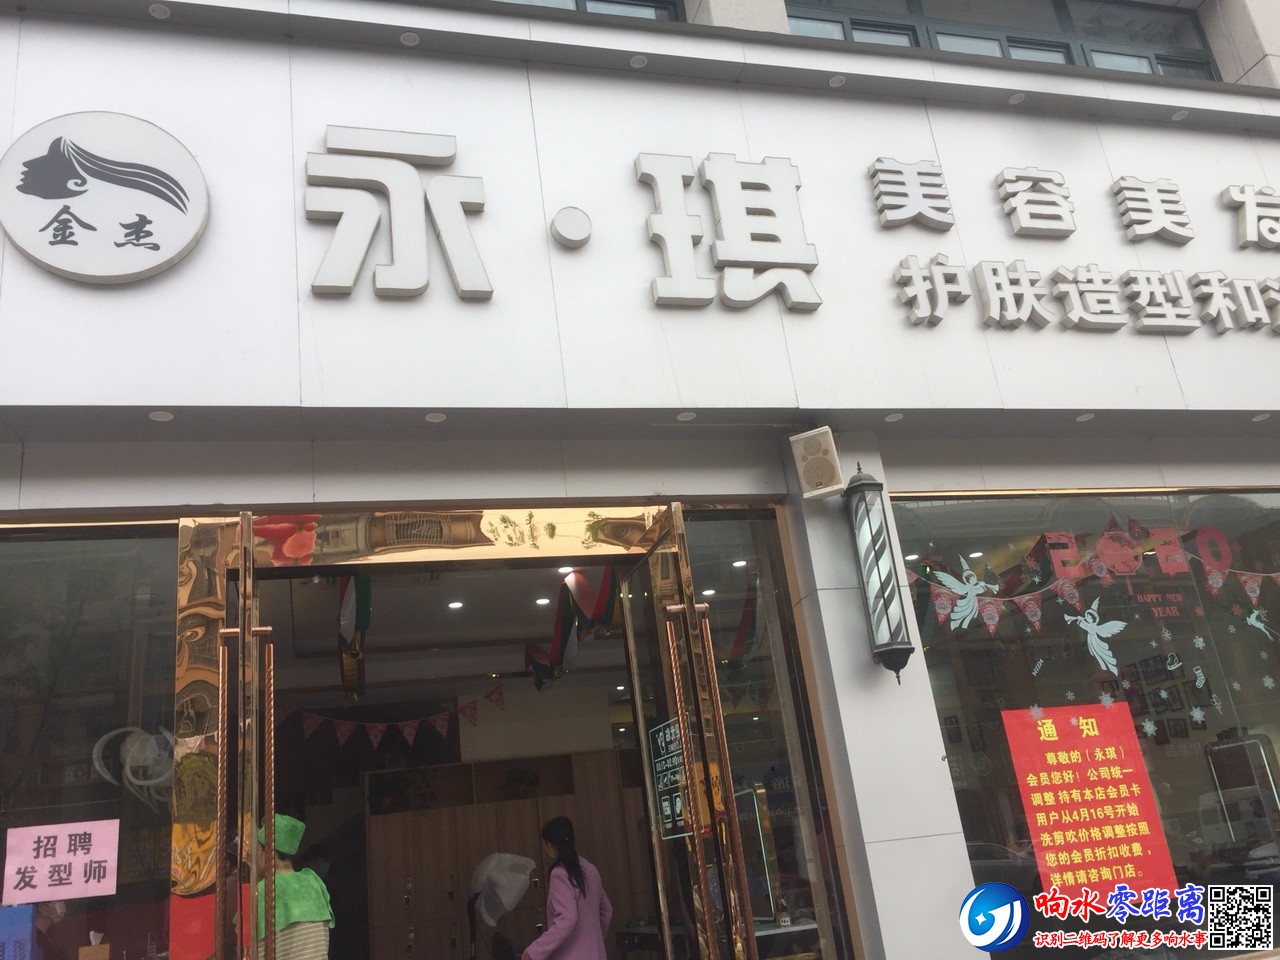 金杰
永·琪
美容美发
护肤造型和
2020
HAPPY NEW
YEAR
通知
尊敬的(永琪)
会员您好!公司统一
调整 持有本店会员卡
用户从4月16号开始
洗剪吹价格调整按照
您的会员折扣收费,
详情请咨询门店。
招聘
发型师
响水零距离
识别二维码了解更多响水事